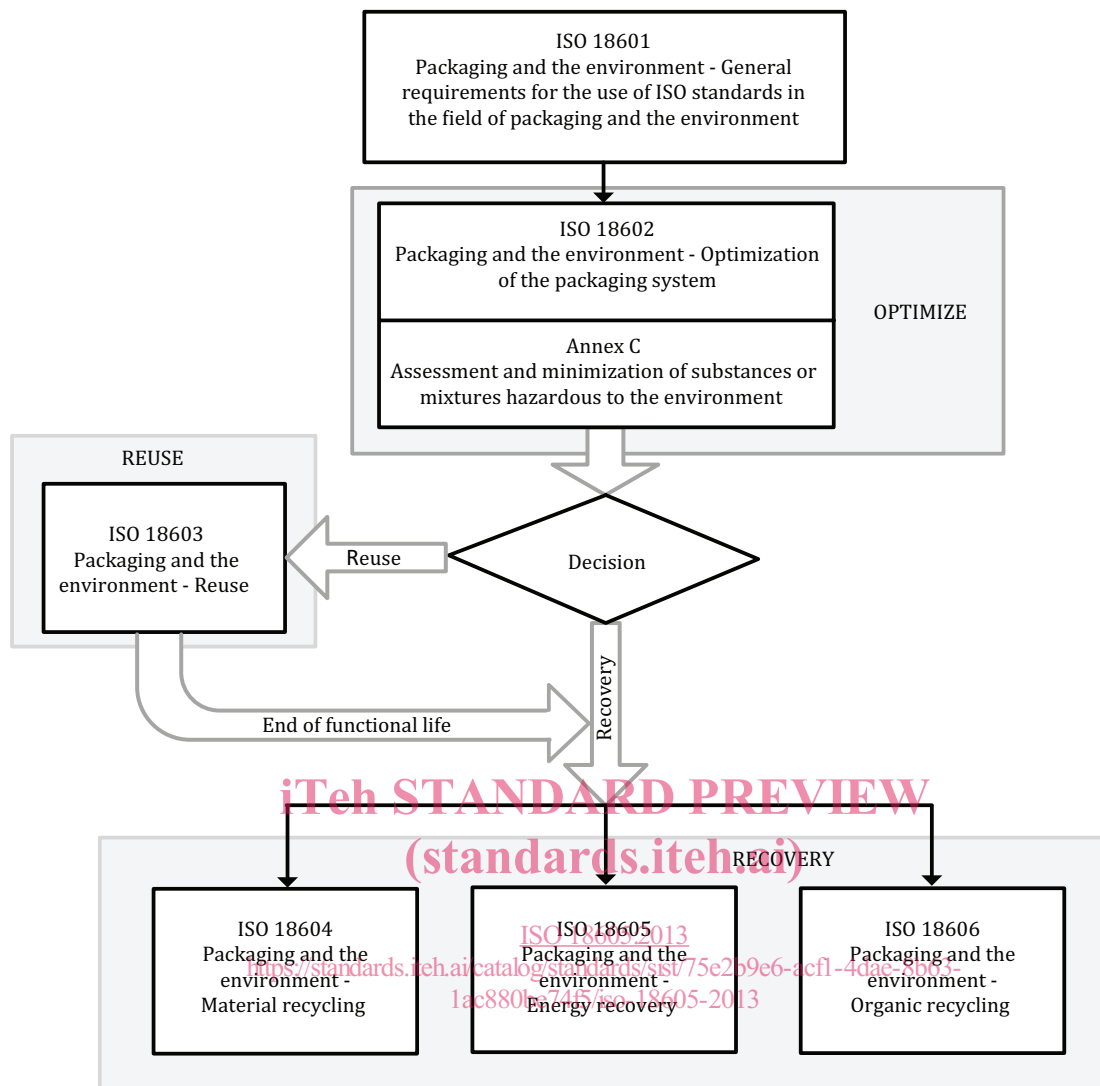 ISO 18601
Packaging and the environment - General
requirements for the use of ISO standards in
the field of packaging and the environment
ISO 18602
Packaging and the environment - Optimization
of the packaging system
OPTIMIZE
Annex C
Assessment and minimization of substances or
mixtures hazardous to the environment
REUSE
ISO 18603
Packaging and the
environment - Reuse
Reuse
Decision
Recovery
End of functional life
iTeh STANDARD PREVIEW
(standards.iteh.ai)
RECOVERY
ISO 18604
Packaging and the
environment -
Material recycling
ISO 18605
Packaging and the
environment -
Energy recovery
ISO 18606
Packaging and the
environment -
Organic recycling
ISO 18605:2013
https://standards.iteh.ai/catalog/standards/sist/75e2b9e6-acf1-4dae-8b63-
1ac880be74f5/iso-18605-2013